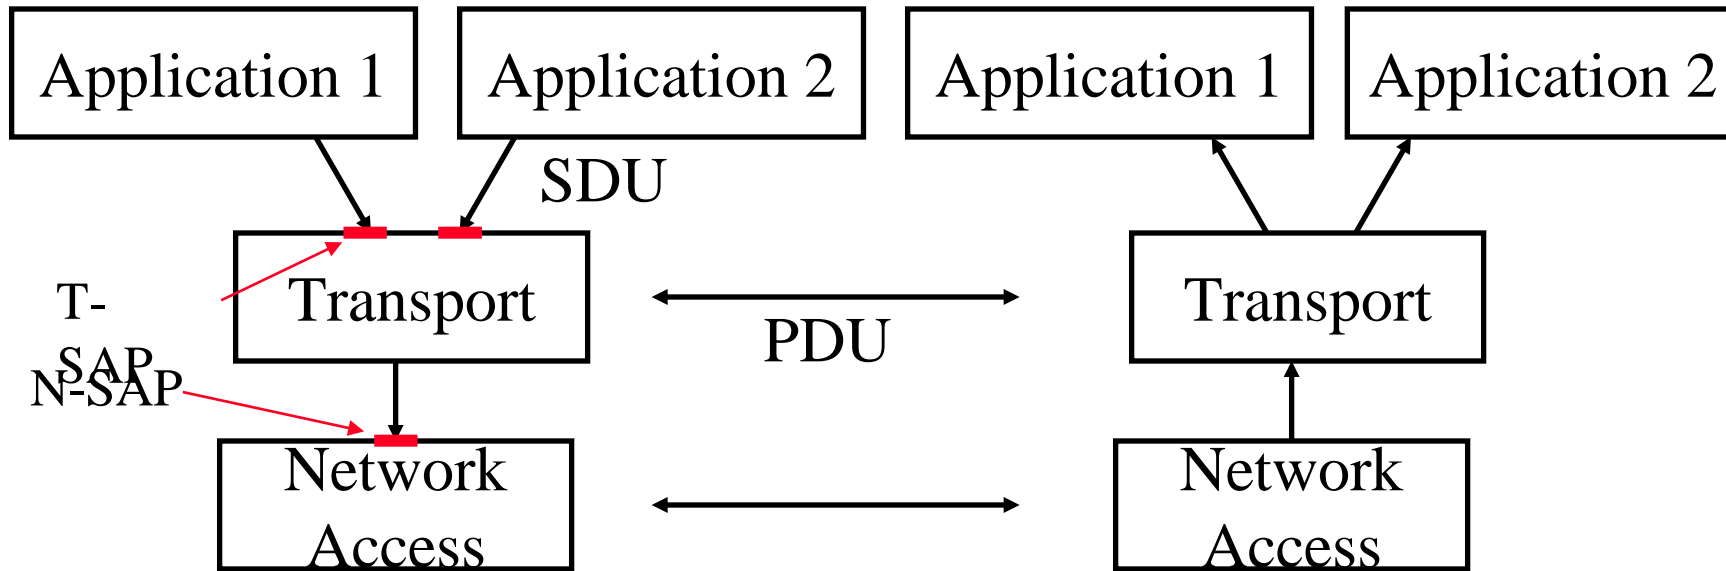 Application 1
Application 2
Application 1
Application 2
SDU
T-
SAP
Transport
PDU
Transport
N-SAP
Network
Access
Network
Access